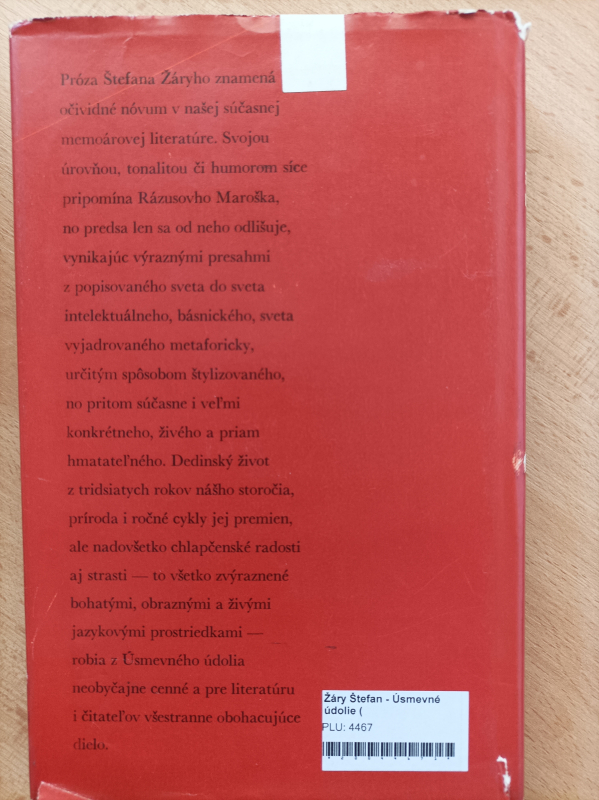 Próza Štefana Žáryho znamená
očividné nóvum v našej súčasnej
memoárovej literatúre. Svojou
úrovňou, tonalitou či humorom síce
pripomína Rázusovho Maroška,
no predsa len sa od neho odlišuje,
vynikajúc výraznými presahmi
z popisovaného sveta do sveta
intelektuálneho, básnického, sveta
vyjadrovaného metaforicky,
určitým spôsobom štylizovaného,
no pritom súčasne i veľmi
konkrétneho, živého a priam
hmatateľného. Dedinský život
z tridsiatych rokov nášho storočia,
príroda i ročné cykly jej premien,
ale nadovšetko chlapčenské radosti
aj strasti — to všetko zvýraznené
bohatými, obraznými a živými
jazykovými prostriedkami —
robia z Úsmevného údolia
neobyčajne cenné a pre literatúru
i čitateľov všestranne obohacujúce
dielo.
Žáry Štefan - Úsmevné
údolie (
PLU: 4467